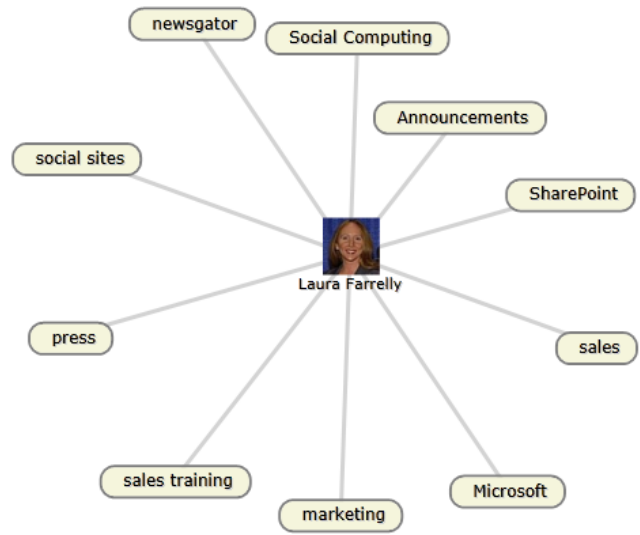 newsgator
Social Computing
Announcements
social sites
SharePoint
Laura Farrelly
press
sales
sales training
Microsoft
marketing